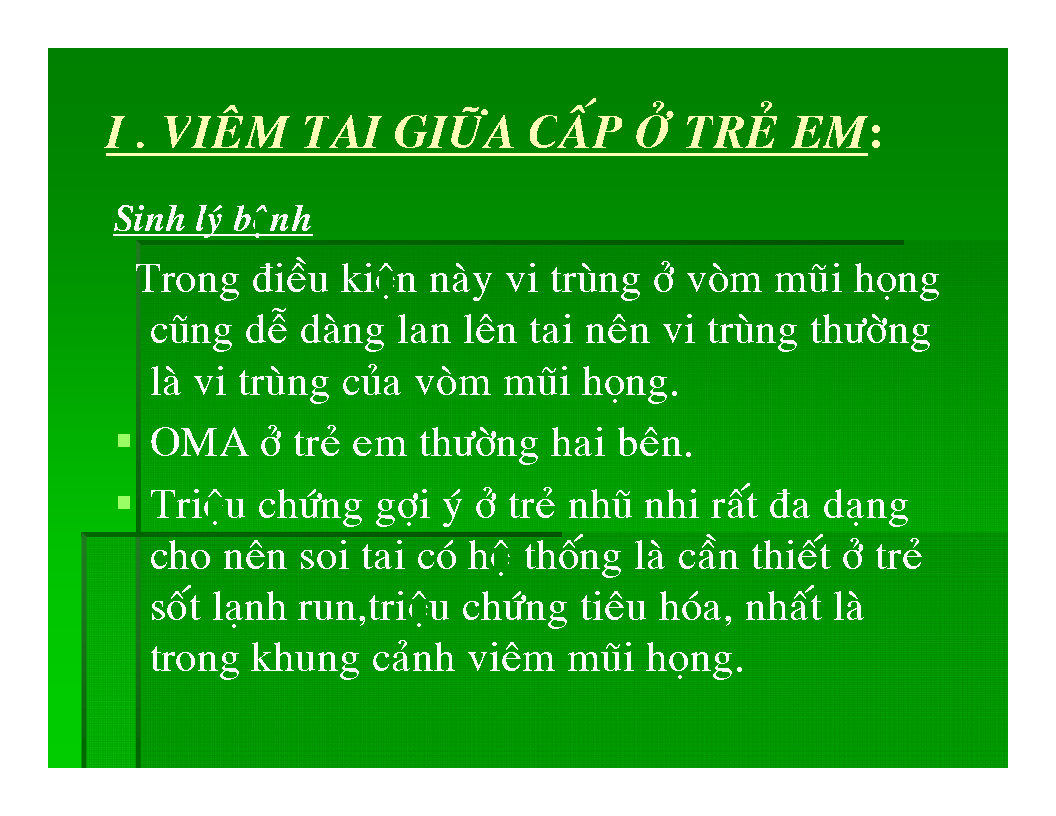 I . VIÊM TAI GIỮA CẤP Ở TRẺ EM:
Sinh lý bệnh
Trong điều kiện này vi trùng ở vòm mũi họng
cũng dễ dàng lan lên tai nên vi trùng thường
là vi trùng của vòm mũi họng.
▪ OMA ở trẻ em thường hai bên.
▪ Triệu chứng gợi ý ở trẻ nhũ nhi rất đa dạng
cho nên soi tai có hệ thống là cần thiết ở trẻ
sốt lạnh run,triệu chứng tiêu hóa, nhất là
trong khung cảnh viêm mũi họng.